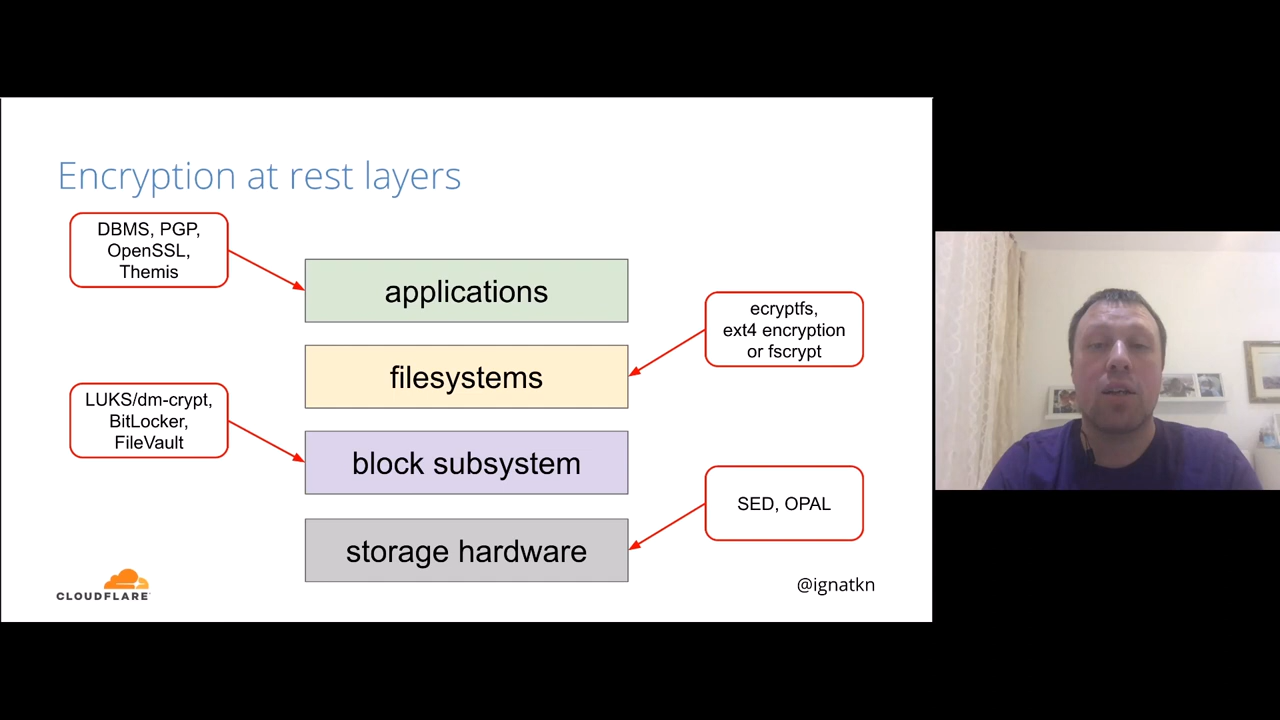 Encryption at rest layers
DBMS, PGP,
OpenSSL,
Themis
applications
ecryptfs,
ext4 encryption
or fscrypt
filesystems
LUKS/dm-crypt,
BitLocker,
FileVault
block subsystem
SED, OPAL
storage hardware
CLOUDFLARE
@ignatkn